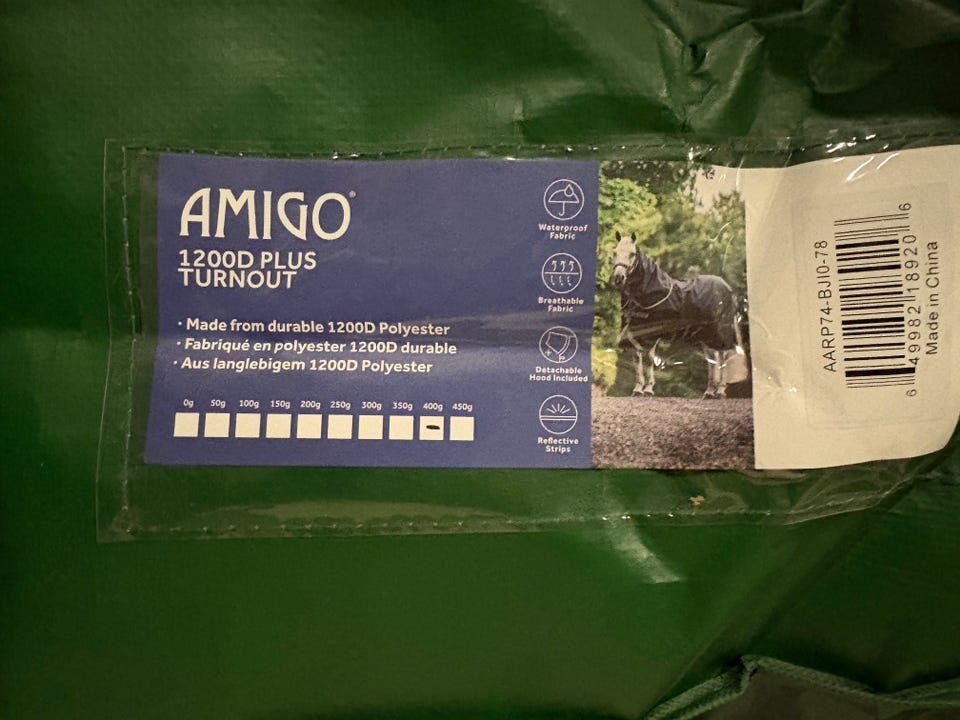 AMIGO®
1200D PLUS
TURNOUT
· Made from durable 1200D Polyester
· Fabriqué en polyester 1200D durable
· Aus langlebigem 1200D Polyester
0g 50g 100g 150g 200g 250g 300g 350g 400g 450g
Waterproof
Fabric
Breathable
Fabric
Detachable
Hood Included
Reflective
Strips
AARP74-BJI0-78
6 49982 18920 6
Made in China